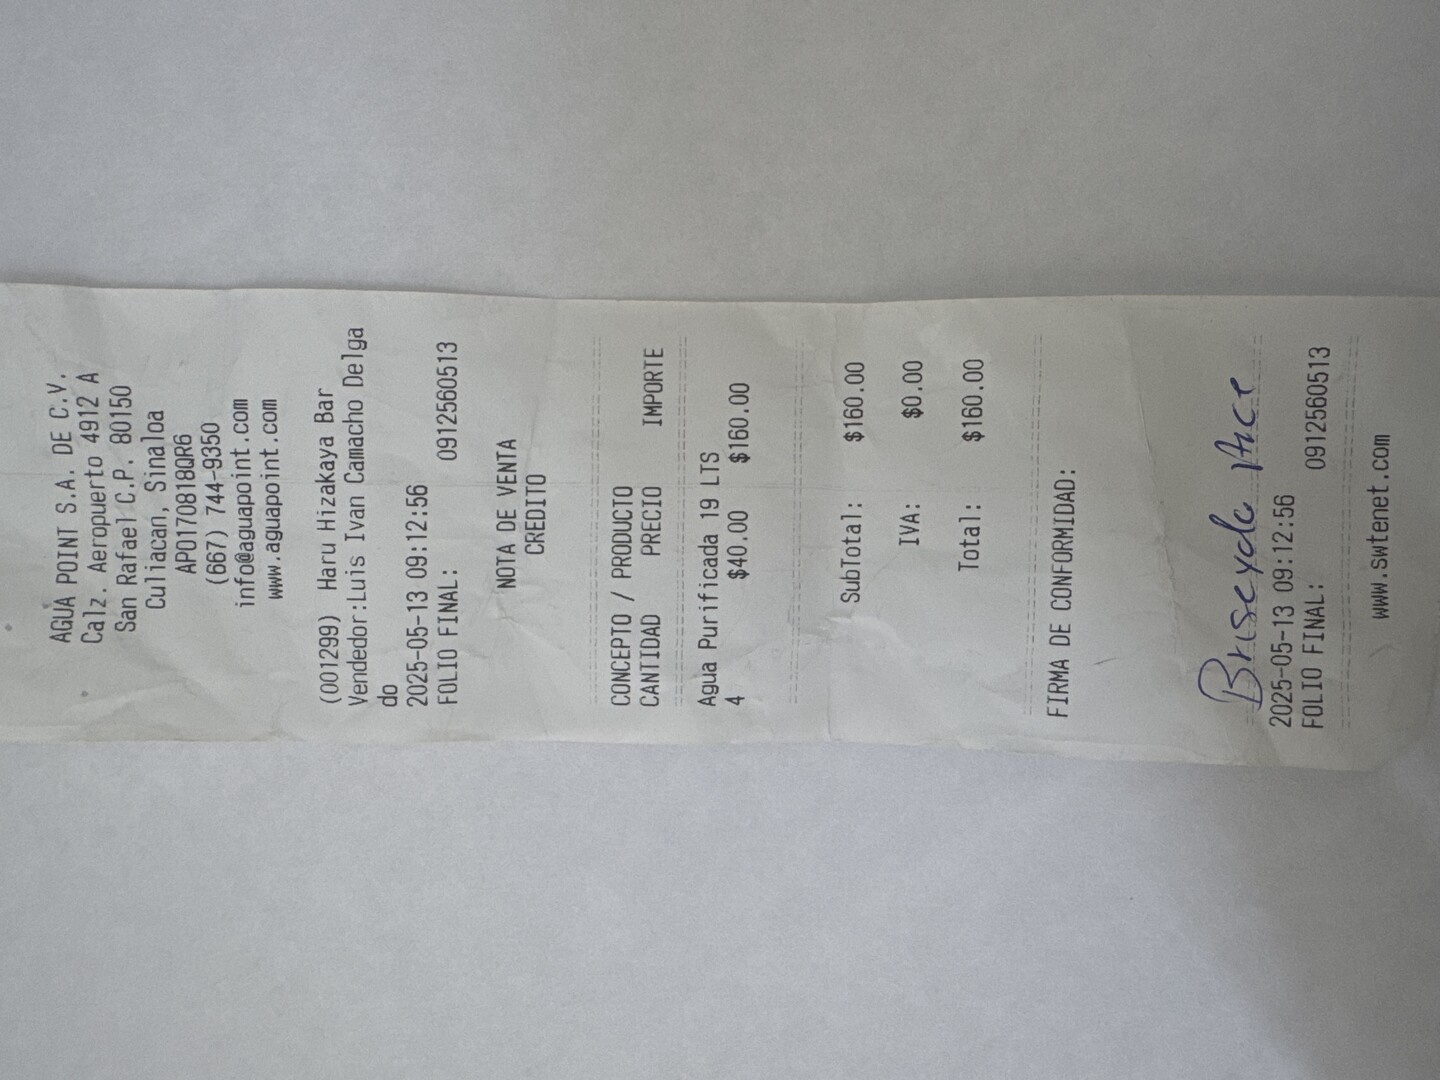 AGUA POINT S.A. DE C.V.
Calz. Aeropuerto 4912 A
San Rafael C.P. 80150
Culiacan, Sinaloa
APO170818QR6
(667) 744-9350
info@aguapoint.com
www.aguapoint.com
(001299) Haru Hizakaya Bar
Vendedor:Luis Ivan Camacho Delga
do
2025-05-13 09:12:56
FOLIO FINAL: 0912560513
NOTA DE VENTA
CREDITO
CONCEPTO / PRODUCTO
CANTIDAD PRECIO IMPORTE
Agua Purificada 19 LTS
4 $40.00 $160.00
SubTotal: $160.00
IVA: $0.00
Total: $160.00
FIRMA DE CONFORMIDAD:
2025-05-13 09:12:56
FOLIO FINAL: 0912560513
www.swtenet.com